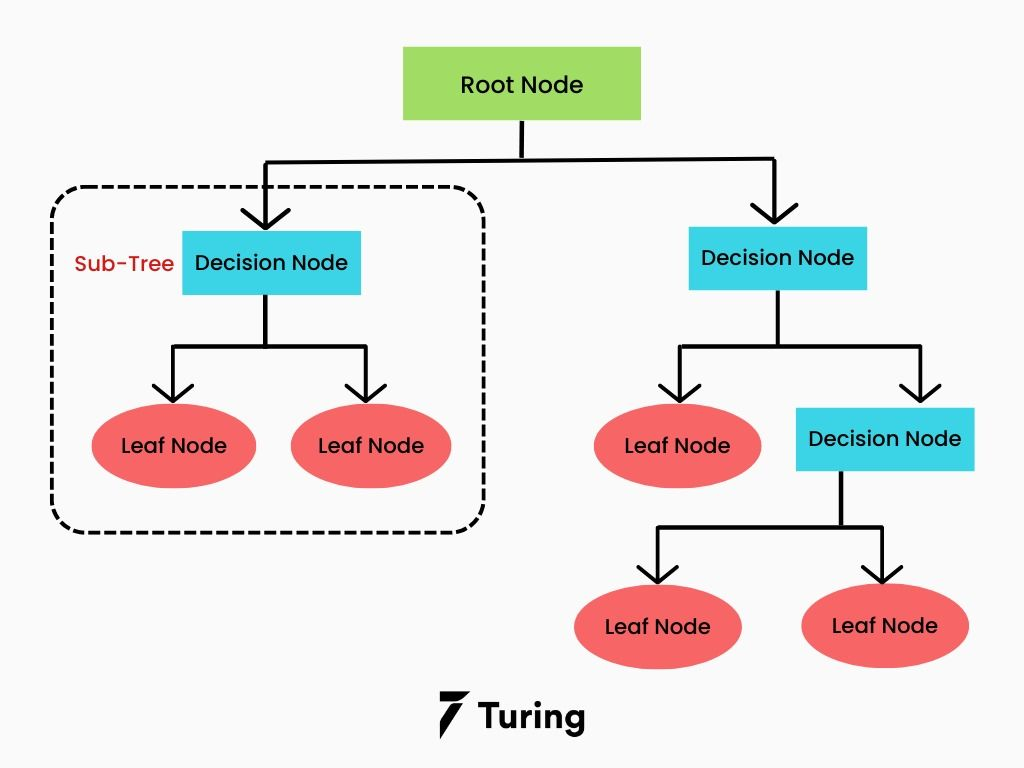 Root Node
Sub-Tree
Decision Node
Decision Node
Leaf Node
Leaf Node
Leaf Node
Decision Node
Leaf Node
Leaf Node
Turing